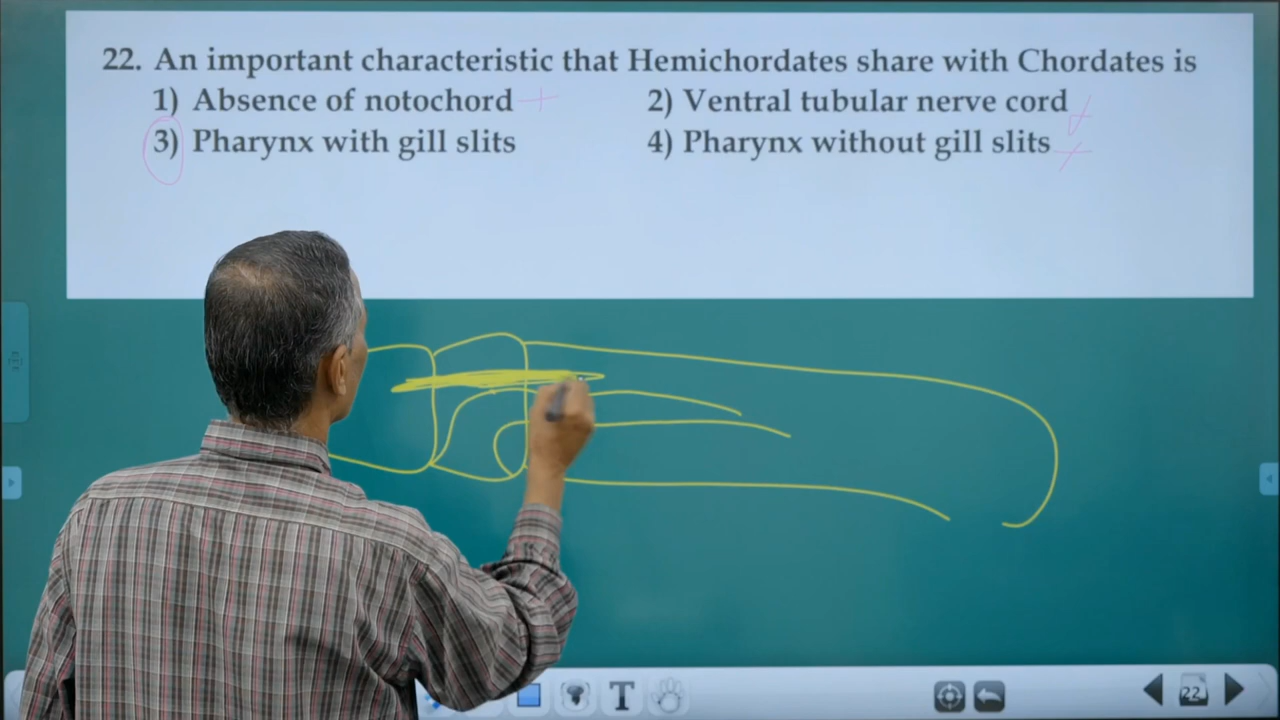 22. An important characteristic that Hemichordates share with Chordates is
1) Absence of notochord
2) Ventral tubular nerve cord
3) Pharynx with gill slits
4) Pharynx without gill slits
T
22